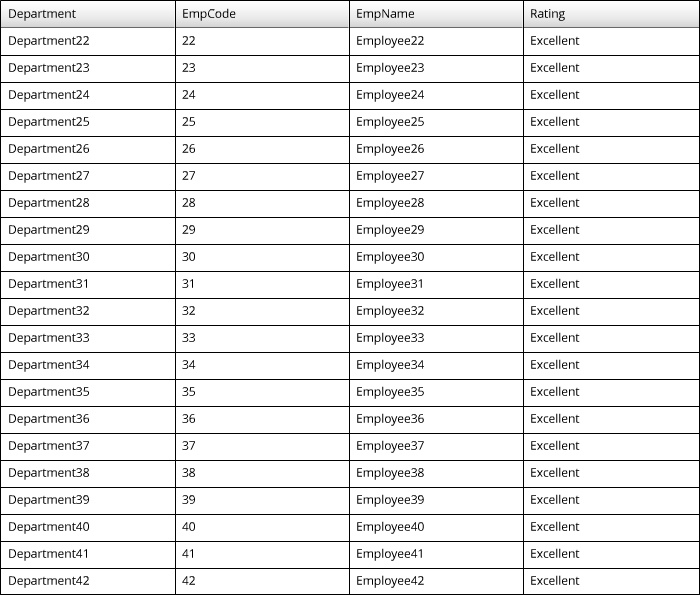 Department EmpCode EmpName Rating
Department22 22 Employee22 Excellent
Department23 23 Employee23 Excellent
Department24 24 Employee24 Excellent
Department25 25 Employee25 Excellent
Department26 26 Employee26 Excellent
Department27 27 Employee27 Excellent
Department28 28 Employee28 Excellent
Department29 29 Employee29 Excellent
Department30 30 Employee30 Excellent
Department31 31 Employee31 Excellent
Department32 32 Employee32 Excellent
Department33 33 Employee33 Excellent
Department34 34 Employee34 Excellent
Department35 35 Employee35 Excellent
Department36 36 Employee36 Excellent
Department37 37 Employee37 Excellent
Department38 38 Employee38 Excellent
Department39 39 Employee39 Excellent
Department40 40 Employee40 Excellent
Department41 41 Employee41 Excellent
Department42 42 Employee42 Excellent